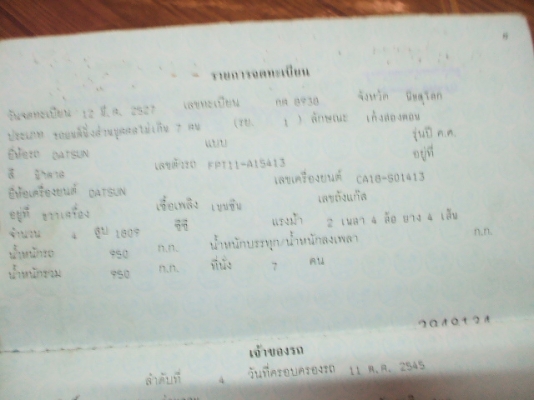 รายการจดทะเบียน
วันจดทะเบียน 12 มี.ค. 2527 เลขทะเบียน กค 0938 จังหวัด พิษณุโลก
ประเภท รถยนต์นั่งส่วนบุคคลไม่เกิน 7 คน (รย. 1 ) ลักษณะ เก๋งสองตอน
ยี่ห้อรถ DATSUN แบบ รุ่นปี ค.ศ.
สี เลขตัวรถ FPT11-A15413 อยู่ที่
ยี่ห้อเครื่องยนต์ DATSUN เลขเครื่องยนต์ CA18-S01413
อยู่ที่ ขวาเครื่อง เชื้อเพลิง เบนซิน เลขถังแก๊ส
จำนวน 4 สูบ 1809 ซีซี แรงม้า 2 เพลา 4 ล้อ ยาง 4 เส้น
น้ำหนักรถ 950 ก.ก. น้ำหนักบรรทุก/น้ำหนักลงเพลา ก.ก.
น้ำหนักรวม 950 ก.ก. ที่นั่ง 7 คน
เจ้าของรถ
ลำดับที่ 4 วันที่ครอบครองรถ 11 ต.ค. 2545